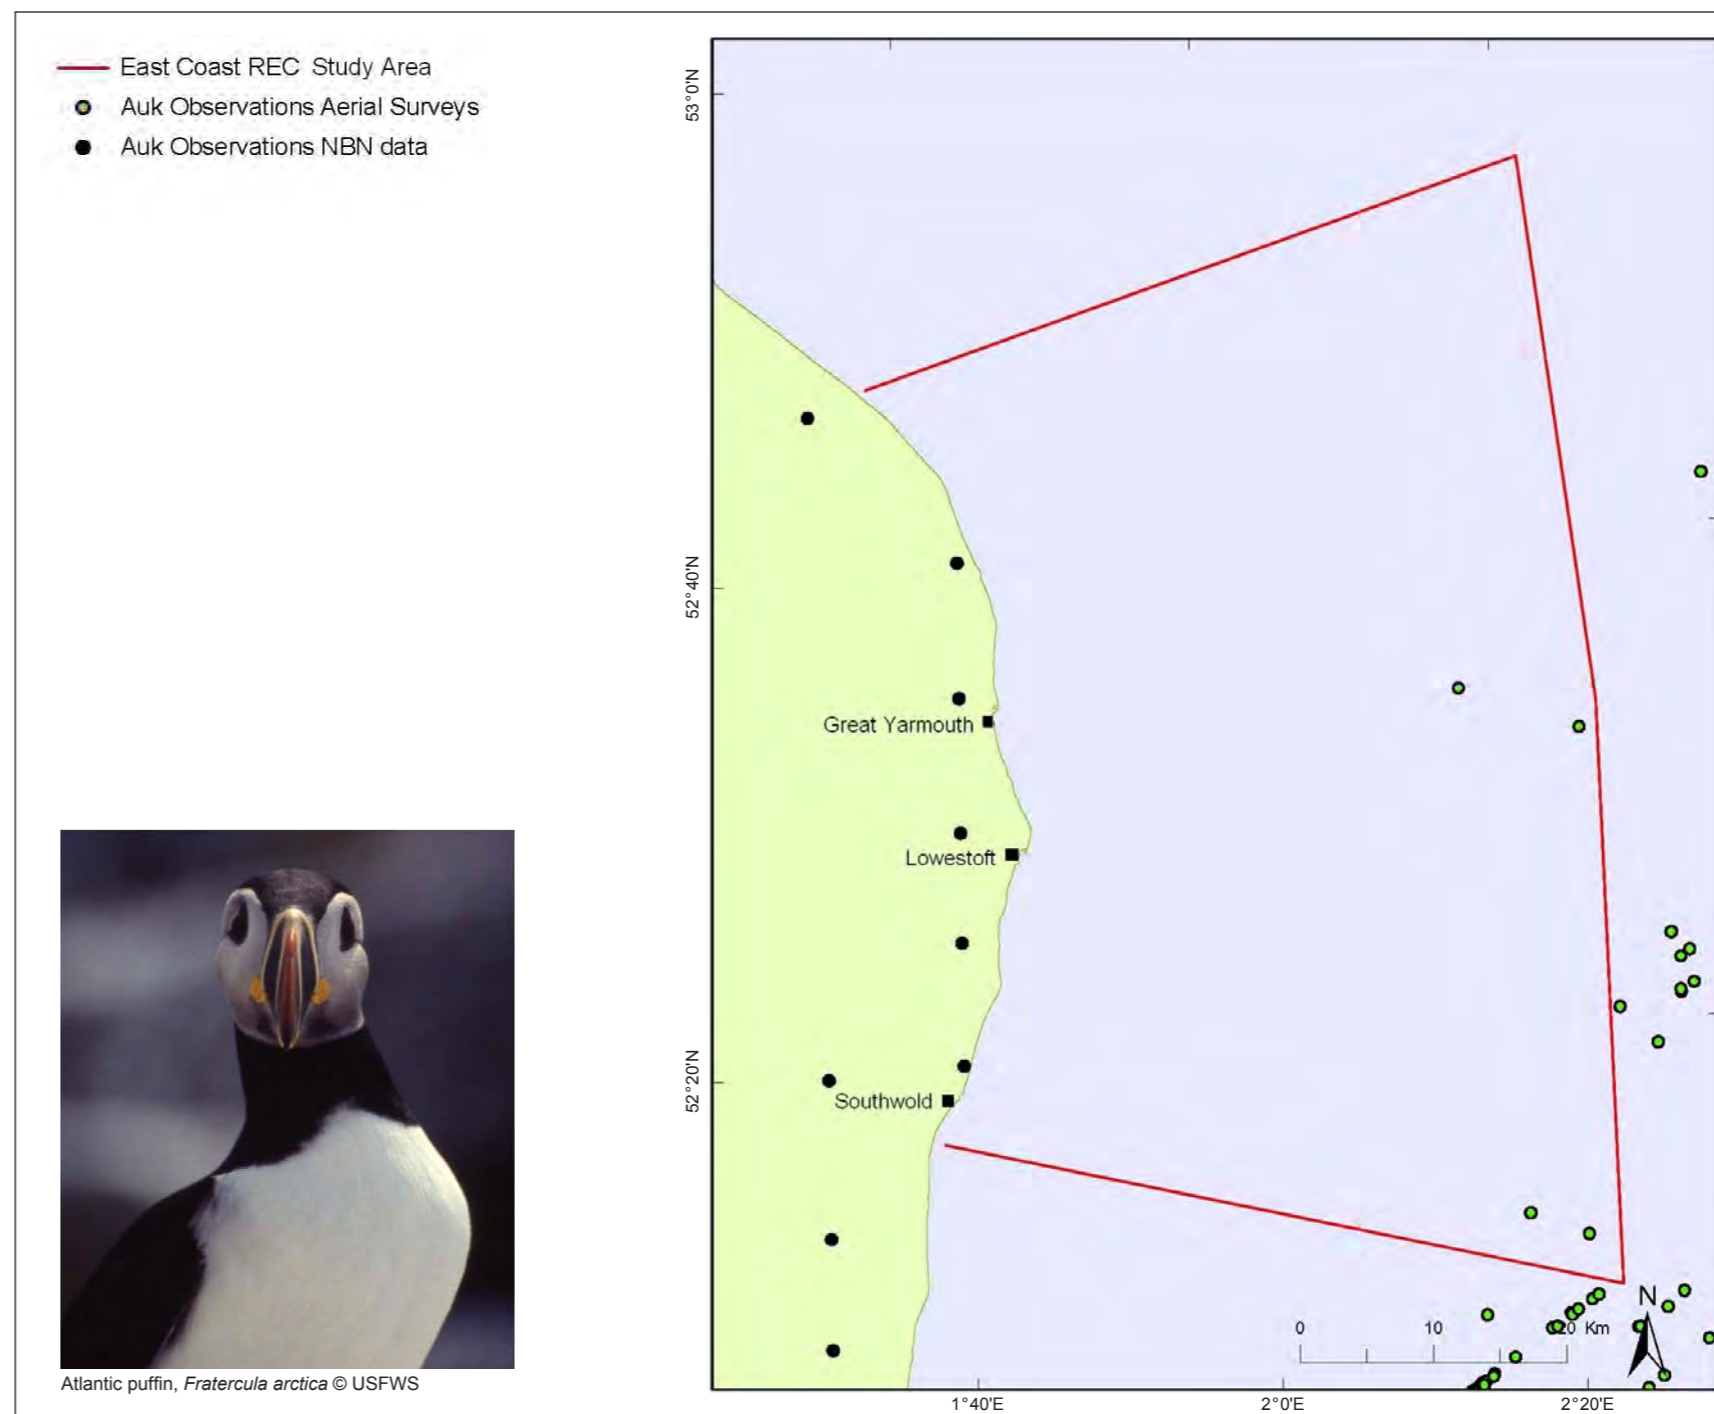 East Coast REC Study Area
Auk Observations Aerial Surveys
Auk Observations NBN data
53°0'N
52°40'N
52°20'N
Great Yarmouth
Lowestoft
Southwold
N
0 10 20 Km
1°40'E 2°0'E 2°20'E
Atlantic puffin, Fratercula arctica © USFWS